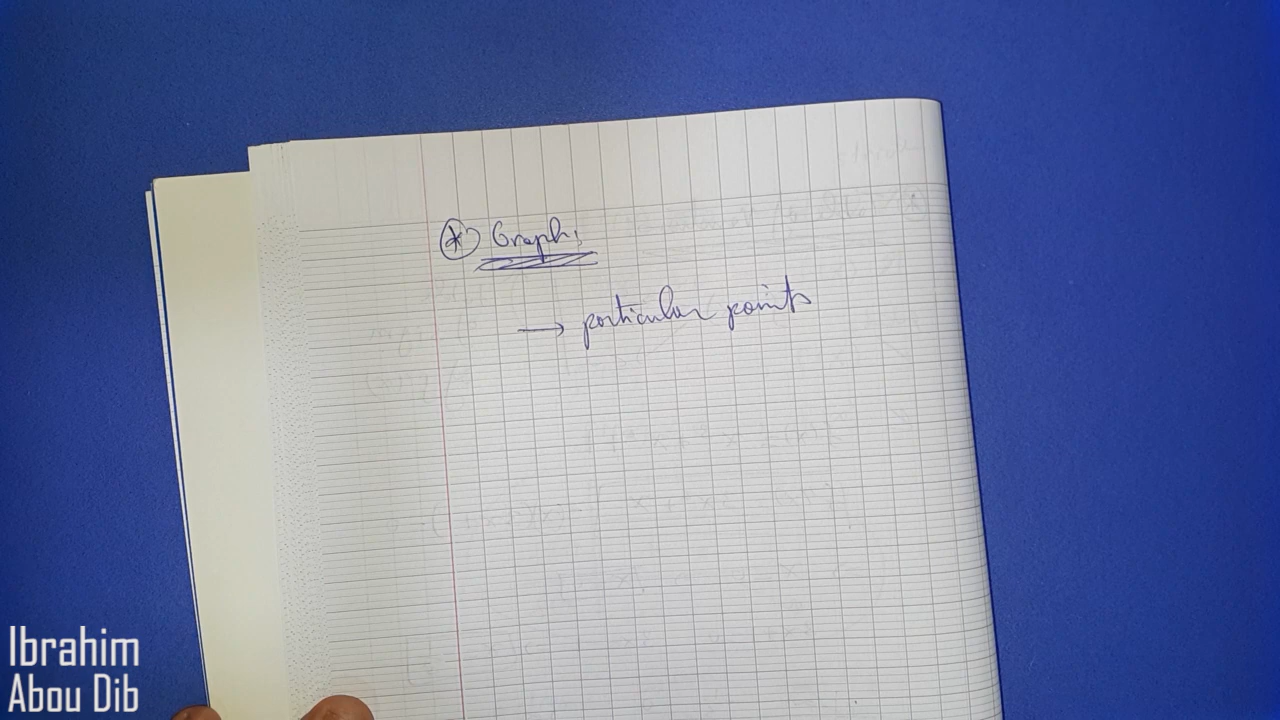 * Graph:
→ particular points
Ibrahim
Abou Dib